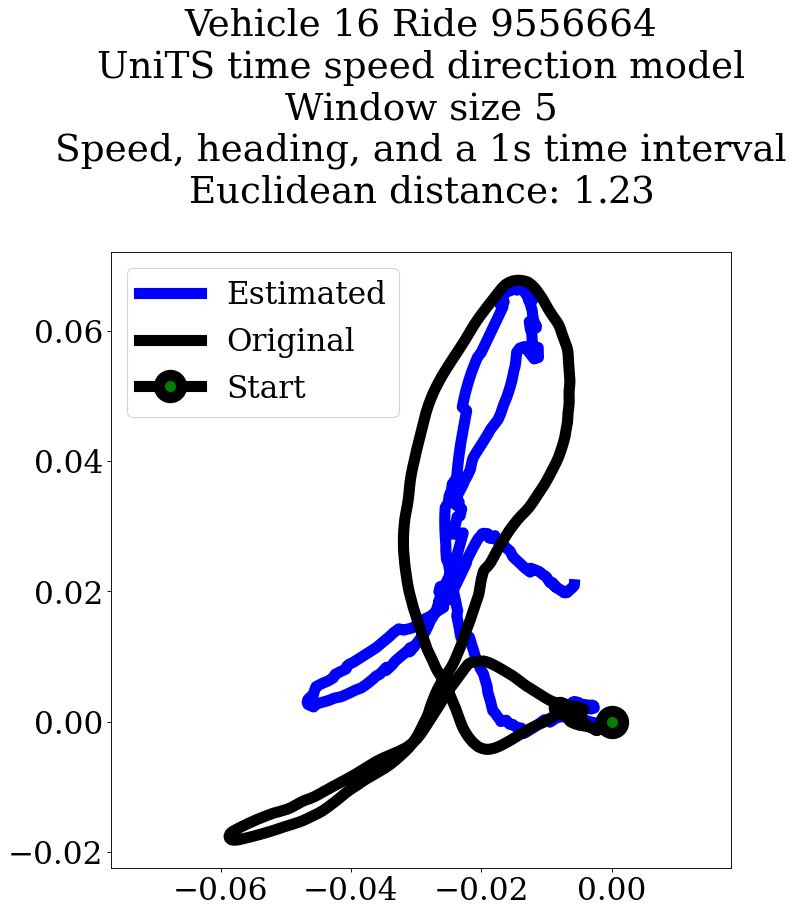 Vehicle 16 Ride 9556664
UniTS time speed direction model
Window size 5
Speed, heading, and a 1s time interval
Euclidean distance: 1.23
Estimated
Original
Start
0.06
0.04
0.02
0.00
−0.02
−0.06 −0.04 −0.02 0.00